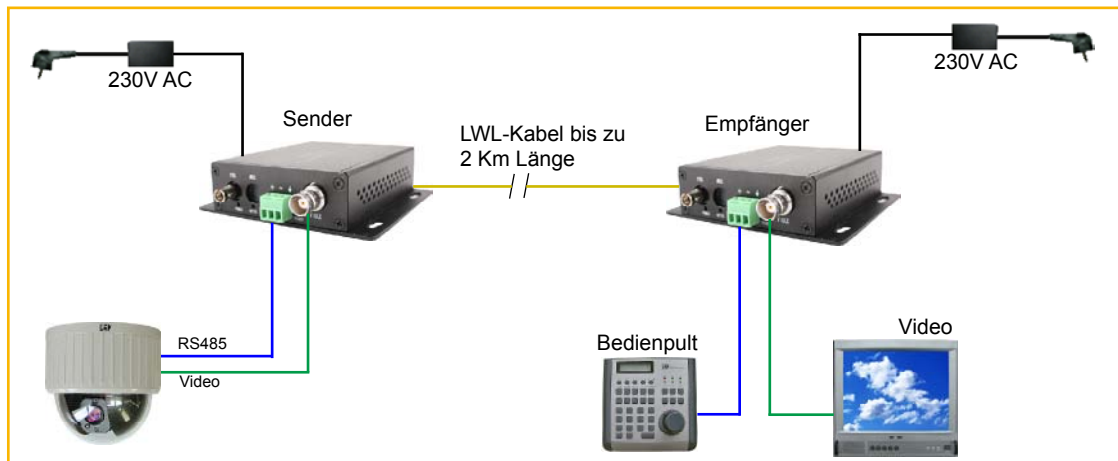 230V AC
230V AC
Sender
Empfänger
LWL-Kabel bis zu
2 Km Länge
RS485
Video
Bedienpult
Video